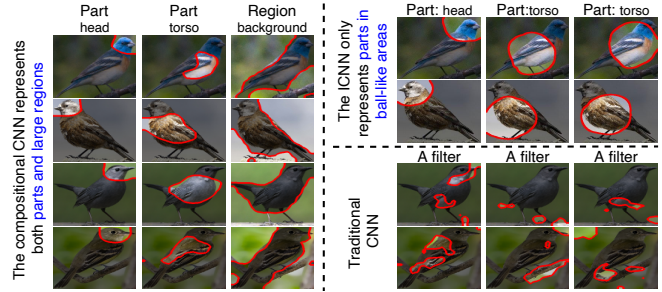 The compositional CNN represents
both parts and large regions
Part
head
Part
torso
Region
background
The ICNN only
represents parts in
ball-like areas
Part: head
Part:torso
Part: torso
Traditional
CNN
A filter
A filter
A filter